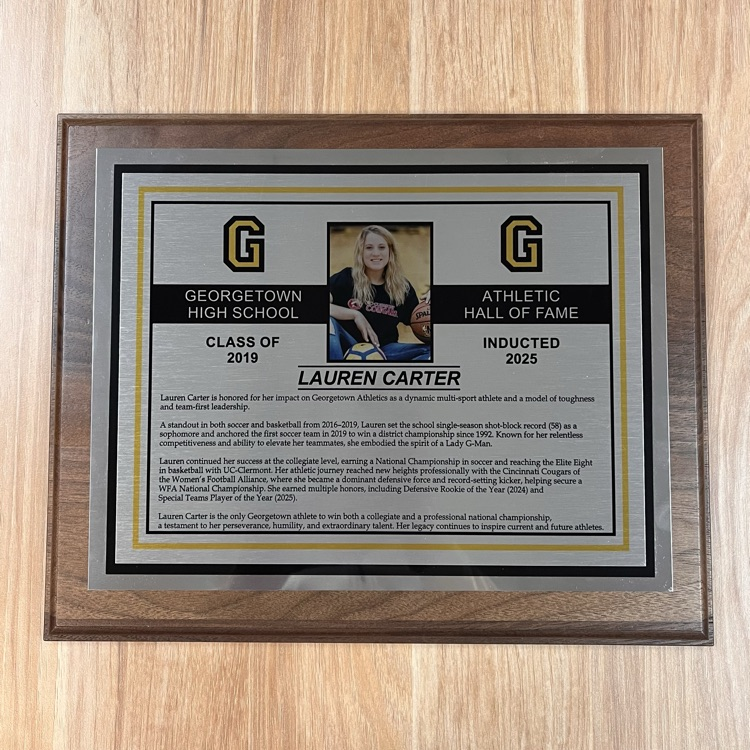 G
G
GEORGETOWN
HIGH SCHOOL
ATHLETIC
HALL OF FAME
CLASS OF
2019
INDUCTED
2025
COUGARS
SPAL
LAUREN CARTER
Lauren Carter is honored for her impact on Georgetown Athletics as a dynamic multi-sport athlete and a model of toughness
and team-first leadership.
A standout in both soccer and basketball from 2016–2019, Lauren set the school single-season shot-block record (58) as a
sophomore and anchored the first soccer team in 2019 to win a district championship since 1992. Known for her relentless
competitiveness and ability to elevate her teammates, she embodied the spirit of a Lady G-Man.
Lauren continued her success at the collegiate level, earning a National Championship in soccer and reaching the Elite Eight
in basketball with UC-Clermont. Her athletic journey reached new heights professionally with the Cincinnati Cougars of
the Women's Football Alliance, where she became a dominant defensive force and record-setting kicker, helping secure a
WFA National Championship. She earned multiple honors, including Defensive Rookie of the Year (2024) and
Special Teams Player of the Year (2025).
Lauren Carter is the only Georgetown athlete to win both a collegiate and a professional national championship,
a testament to her perseverance, humility, and extraordinary talent. Her legacy continues to inspire current and future athletes.